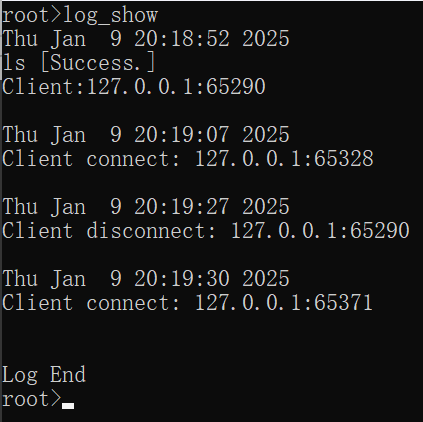 root>log_show
Thu Jan  9 20:18:52 2025
ls [Success.]
Client:127.0.0.1:65290
Thu Jan  9 20:19:07 2025
Client connect: 127.0.0.1:65328
Thu Jan  9 20:19:27 2025
Client disconnect: 127.0.0.1:65290
Thu Jan  9 20:19:30 2025
Client connect: 127.0.0.1:65371
Log End
root>